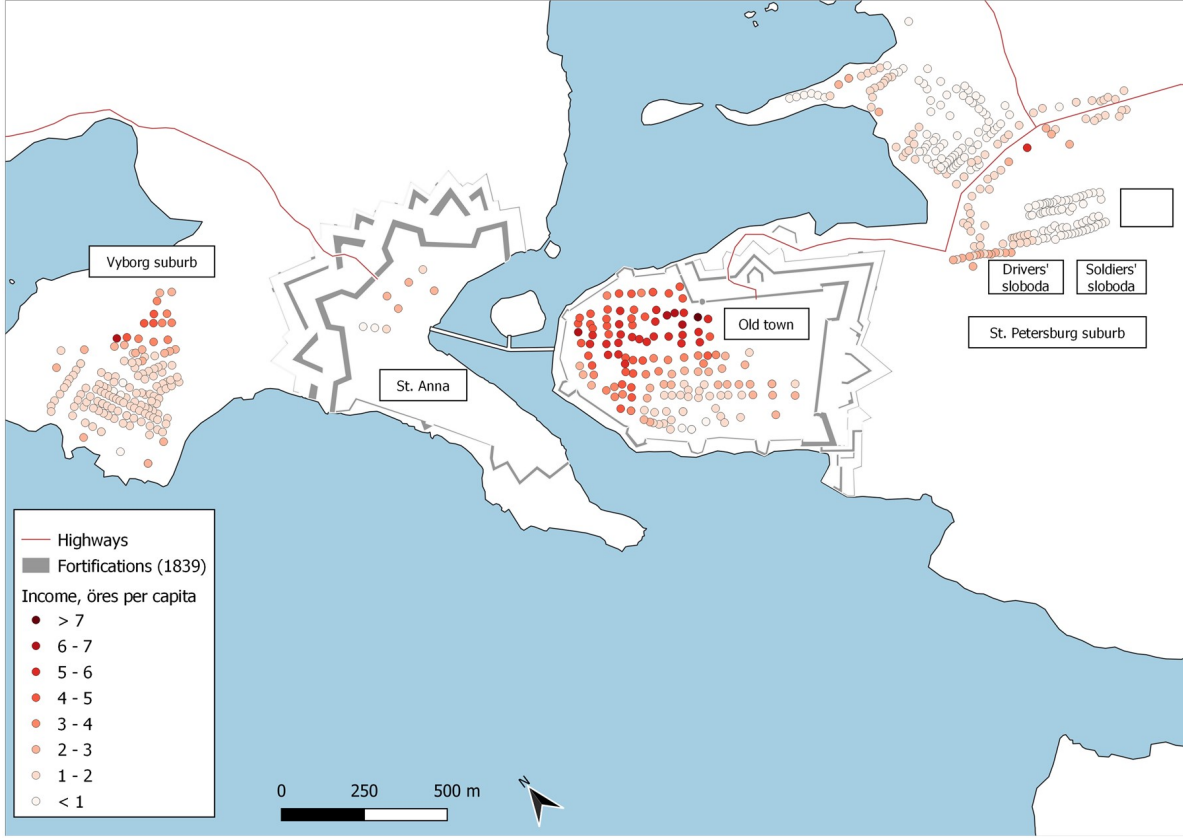 Vyborg suburb
St. Anna
Old town
Drivers'
sloboda
Soldiers'
sloboda
St. Petersburg suburb
Highways
Fortifications (1839)
Income, öres per capita
> 7
6 - 7
5 - 6
4 - 5
3 - 4
2 - 3
1 - 2
< 1
0 250 500 m
N